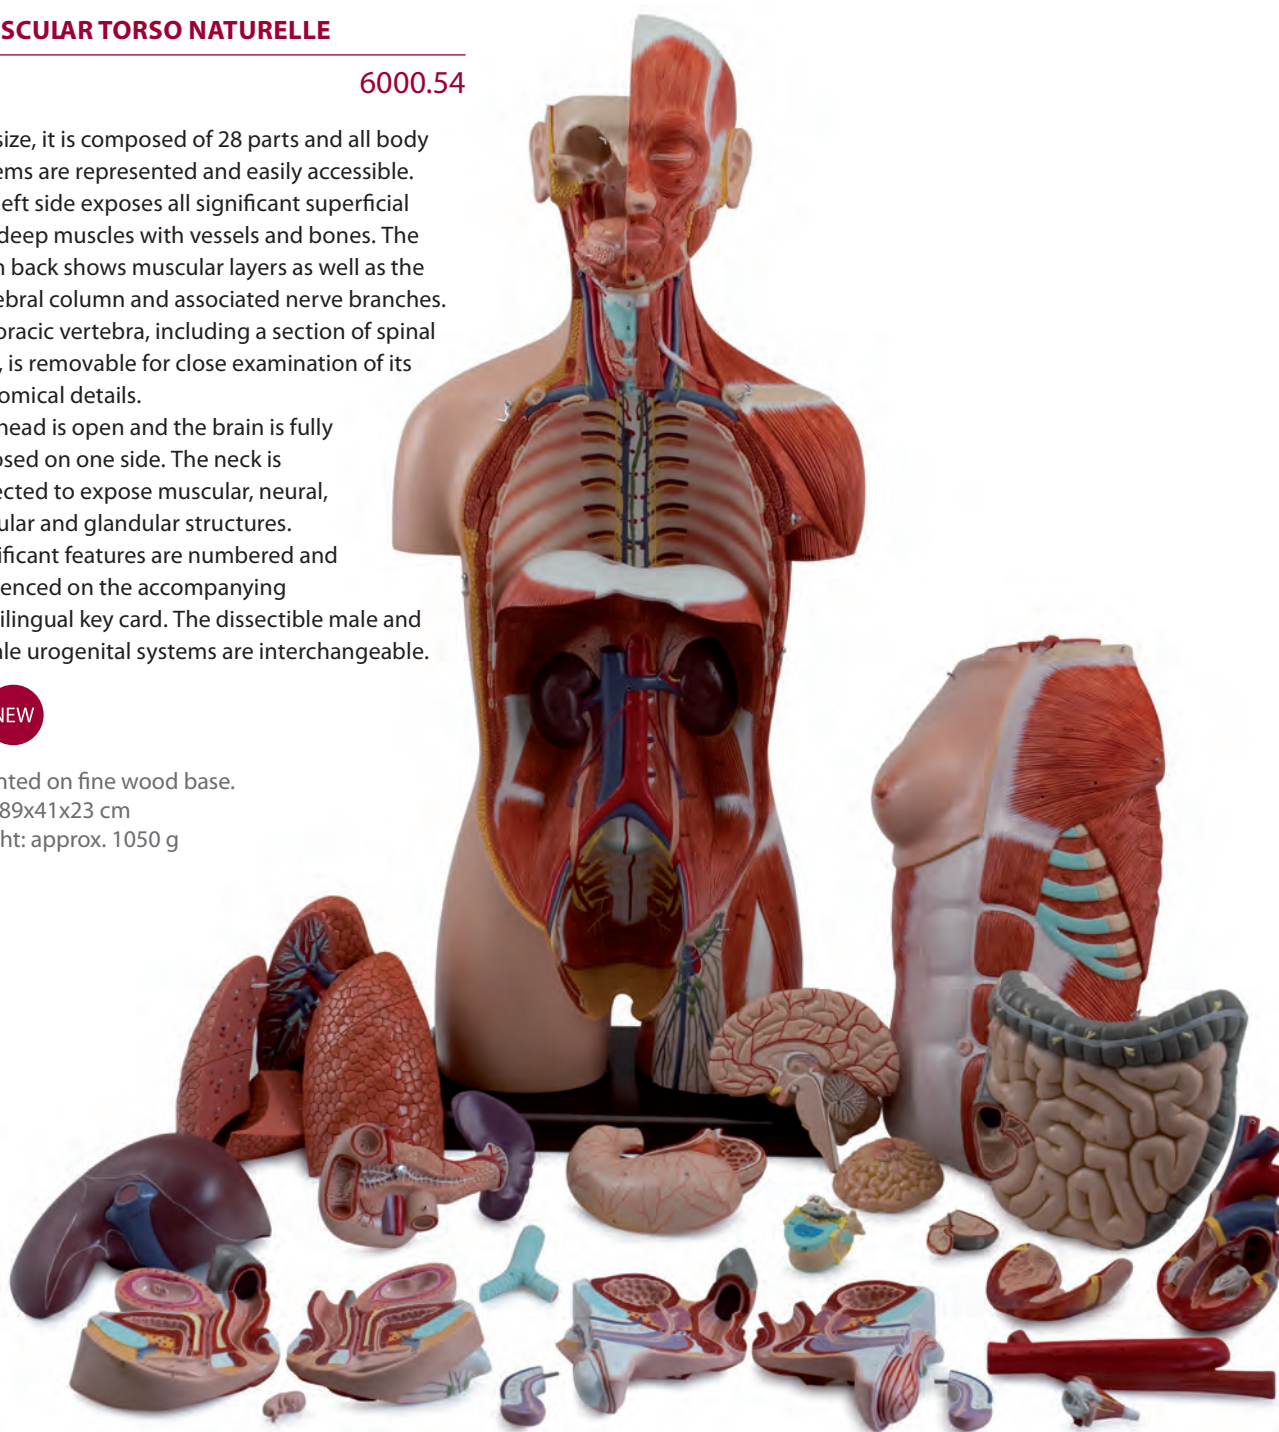 SCULAR TORSO NATURELLE
6000.54
size, it is composed of 28 parts and all body
ems are represented and easily accessible.
eft side exposes all significant superficial
deep muscles with vessels and bones. The
n back shows muscular layers as well as the
ebral column and associated nerve branches.
oracic vertebra, including a section of spinal
, is removable for close examination of its
omical details.
head is open and the brain is fully
osed on one side. The neck is
ected to expose muscular, neural,
ular and glandular structures.
ificant features are numbered and
enced on the accompanying
ilingual key card. The dissectible male and
ale urogenital systems are interchangeable.
NEW
nted on fine wood base.
89x41x23 cm
ht: approx. 1050 g